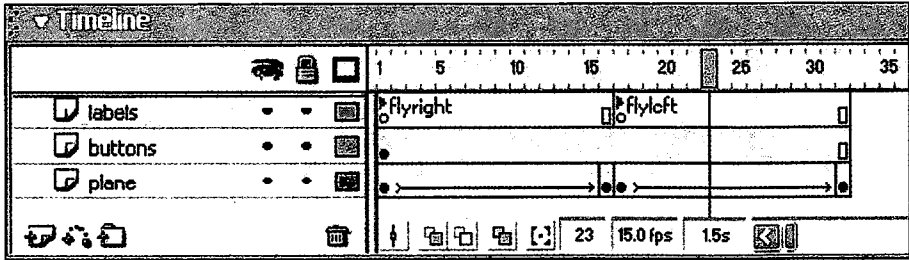 Timeline
1 5 10 15 20 25 30 35
labels flyright flyleft
buttons
plane
23 15.0 fps 1.5s